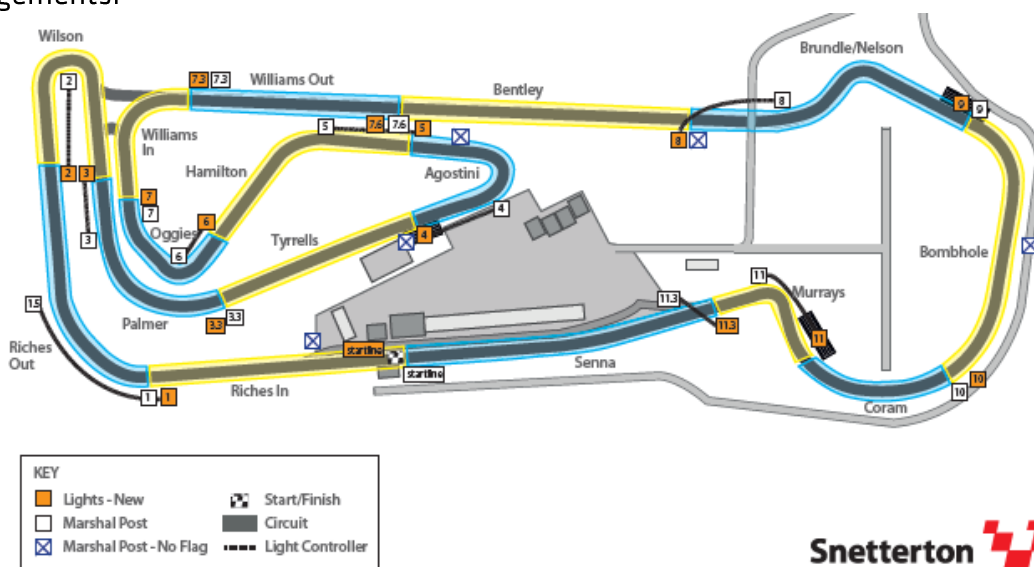 gements.
Wilson
Brundle/Nelson
7.3 7.3
Williams Out
Bentley
2
5
7.6 7.6 5
8
9 9
Williams
In
Hamilton
Agostini
8
2 3
7
7
6
4
4
Oggies
Tyrrells
3
6
Bombhole
11
11.3
Murrays
1.5
Palmer
3.3
3.3
11.3
11
Riches
Out
startline
startline
Senna
10
10
Riches In
1 1
Coram
KEY
Lights - New
Start/Finish
Marshal Post
Circuit
Marshal Post - No Flag
Light Controller
Snetterton